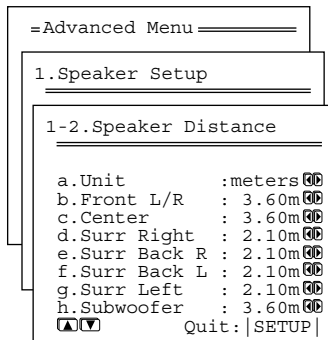 Advanced Menu
1.Speaker Setup
1-2.Speaker Distance
a.Unit :meters
b.Front L/R : 3.60m
c.Center : 3.60m
d.Surr Right : 2.10m
e.Surr Back R : 2.10m
f.Surr Back L : 2.10m
g.Surr Left : 2.10m
h.Subwoofer : 3.60m
Quit:|SETUP|